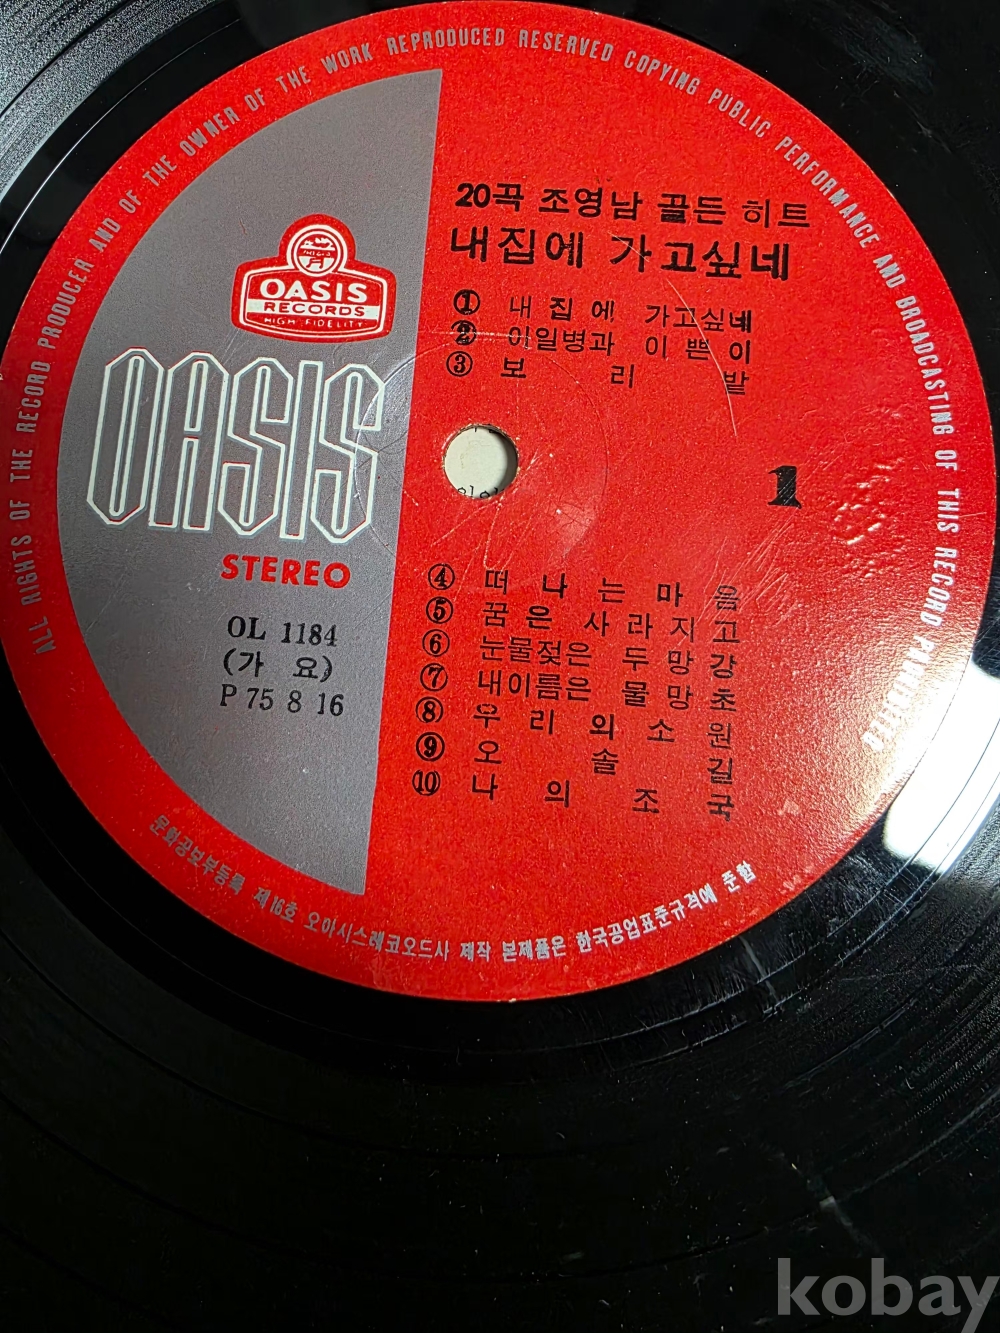 ALL RIGHTS OF THE RECORD PRODUCER AND OF THE OWNER OF THE WORK REPRODUCED RESERVED COPYING PUBLIC PERFORMANCE AND BROADCASTING OF THIS RECORD
20곡 조영남 골든 히트
내집에 가고싶네
① 내 집 에 가고싶네
② 이일병과 이 쁜 이
③ 보 리 밭
OASIS
RECORDS
HIGH FIDELITY
OASIS
STEREO
1
OL 1184
(가 요)
P 75 8 16
④ 떠 나 는 마 음
⑤ 꿈 은 사 라 지 고
⑥ 눈물젖은 두 망 강
⑦ 내이름은 물 망 초
⑧ 우 리 의 소 원
⑨ 오 솔 길
⑩ 나 의 조 국
문화공보부등록 제16호 오아시스레코오드사 제작 본제품은 한국공업표준규격에 준함
kobay